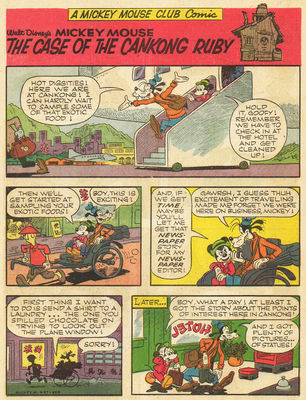 A MICKEY MOUSE CLUB Comic
Walt Disney's MICKEY MOUSE
THE CASE OF THE CANKONG RUBY
HOT DIGGITIES!
HERE WE ARE
AT CANKONG! I
CAN HARDLY WAIT
TO SAMPLE SOME
OF THAT EXOTIC
FOOD!
HOLD
IT, GOOFY!
REMEMBER
WE HAVE TO
CHECK IN AT
THE HOTEL
AND GET
CLEANED
UP!
THEN WE'LL
GET STARTED AT
SAMPLING YOUR
EXOTIC FOODS!
BOY, THIS IS
EXCITING!
AND, IF
WE GET
TIME
MAYBE
YOU'LL
LET ME
GET
THAT
NEWS-
PAPER
STORY
FOR MY
NEWS-
PAPER
EDITOR!
GAWRSH, I GUESS THUH
EXCITEMENT OF TRAVELING
MADE ME FORGET WE WERE
HERE ON BUSINESS, MICKEY!
FIRST THING I WANT
TO DO IS SEND A SHIRT TO A
LAUNDRY... THE ONE YOU
SPILLED CHOCOLATE ON
TRYING TO LOOK OUT
THE PLANE WINDOW!
SORRY!
LATER...
BOY, WHAT A DAY! AT LEAST I
GOT THE STORY ABOUT THE POINTS
OF INTEREST HERE IN CANKONG!
HOTEL
AND I GOT
PLENTY OF
PICTURES...
OF STATUES!